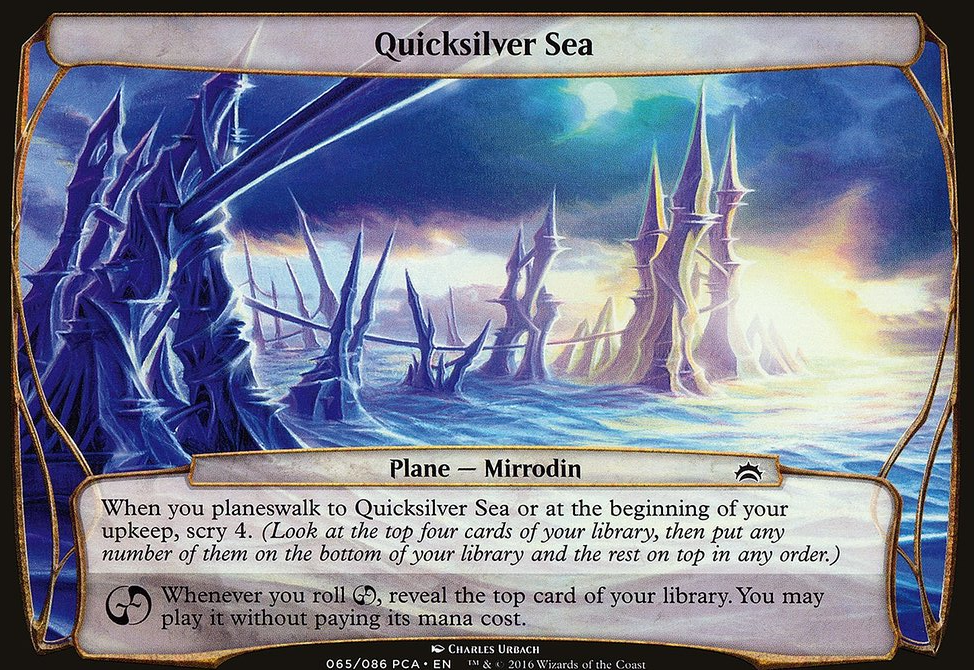 Quicksilver Sea
Plane — Mirrodin
When you planeswalk to Quicksilver Sea or at the beginning of your
upkeep, scry 4. (Look at the top four cards of your library, then put any
number of them on the bottom of your library and the rest on top in any order.)
Whenever you roll , reveal the top card of your library. You may
play it without paying its mana cost.
Charles Urbach
065/086 PCA • EN ™ & © 2016 Wizards of the Coast